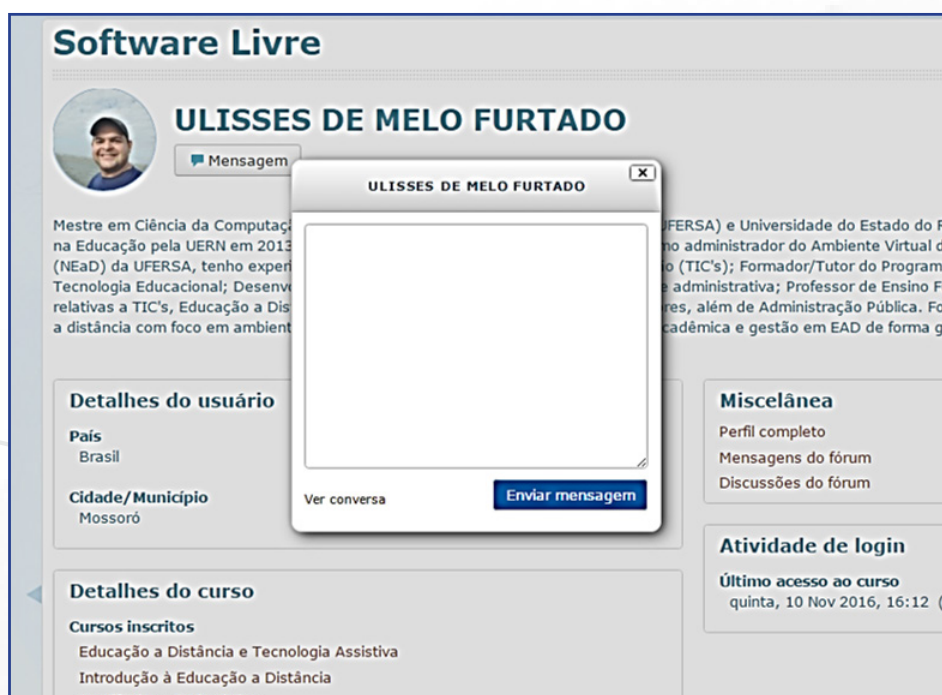 Software Livre
ULISSES DE MELO FURTADO
Mensagem
ULISSES DE MELO FURTADO
Mestre em Ciência da Computaç UFERSA) e Universidade do Estado do R
na Educação pela UERN em 2013 administrador do Ambiente Virtual d
(NEaD) da UFERSA, tenho experi (TIC's); Formador/Tutor do Program
Tecnologia Educacional; Desenv administrativa; Professor de Ensino F
relativas a TIC's, Educação a Dis res, além de Administração Pública. Fo
a distância com foco em ambient cadêmica e gestão em EAD de forma g
Ver conversa
Enviar mensagem
Detalhes do usuário
País
Brasil
Cidade/Município
Mossoró
Miscelânea
Perfil completo
Mensagens do fórum
Discussões do fórum
Atividade de login
Último acesso ao curso
quinta, 10 Nov 2016, 16:12 (
Detalhes do curso
Cursos inscritos
Educação a Distância e Tecnologia Assistiva
Introdução à Educação a Distância